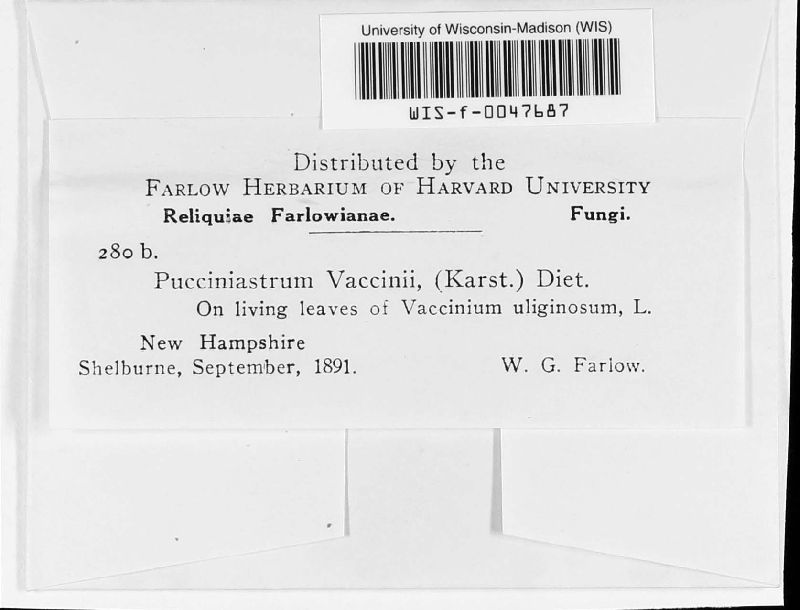 University of Wisconsin-Madison (WIS)
WIS-f-0047687
Distributed by the
FARLOW HERBARIUM OF HARVARD UNIVERSITY
Reliquiae Farlowianae. Fungi.
280 b.
Pucciniastrum Vaccinii, (Karst.) Diet.
On living leaves of Vaccinium uliginosum, L.
New Hampshire
Shelburne, September, 1891. W. G. Farlow.